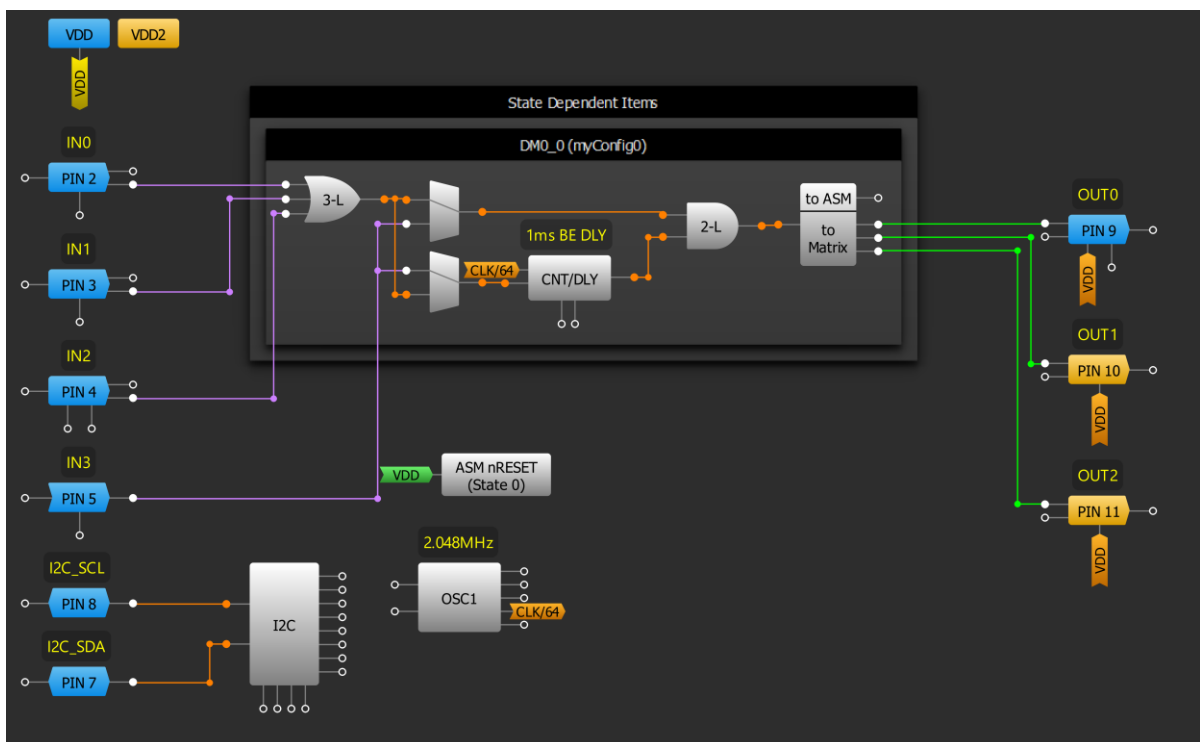 VDD
VDD2
VDD
State Dependent Items
DM0_0 (myConfig0)
IN0
PIN 2
3-L
to ASM
to
Matrix
2-L
OUT0
PIN 9
VDD
IN1
PIN 3
1ms BE DLY
CLK/64
CNT/DLY
OUT1
PIN 10
VDD
IN2
PIN 4
IN3
PIN 5
VDD
ASM nRESET
(State 0)
OUT2
PIN 11
VDD
I2C_SCL
PIN 8
I2C_SDA
PIN 7
I2C
2.048MHz
OSC1
CLK/64